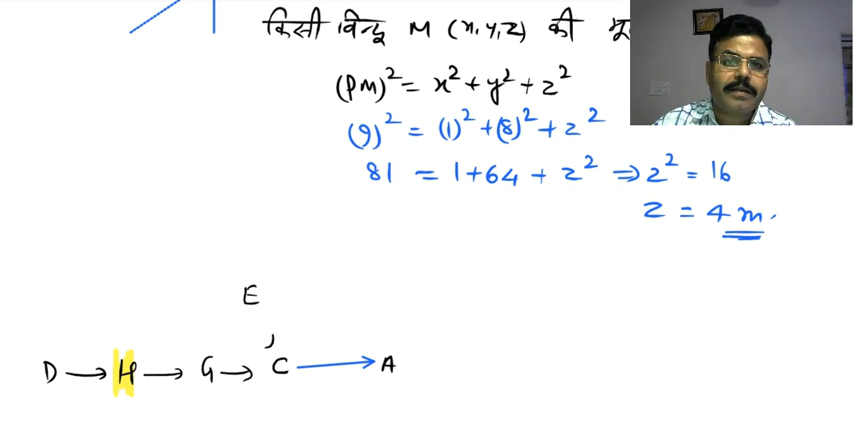 किसी बिन्दु M (x, y, z) की
(PM)² = x² + y² + z²
(9)² = (1)² + (8)² + z²
81 = 1 + 64 + z² ⇒ z² = 16
z = 4 m.
E
D → H → G → C → A